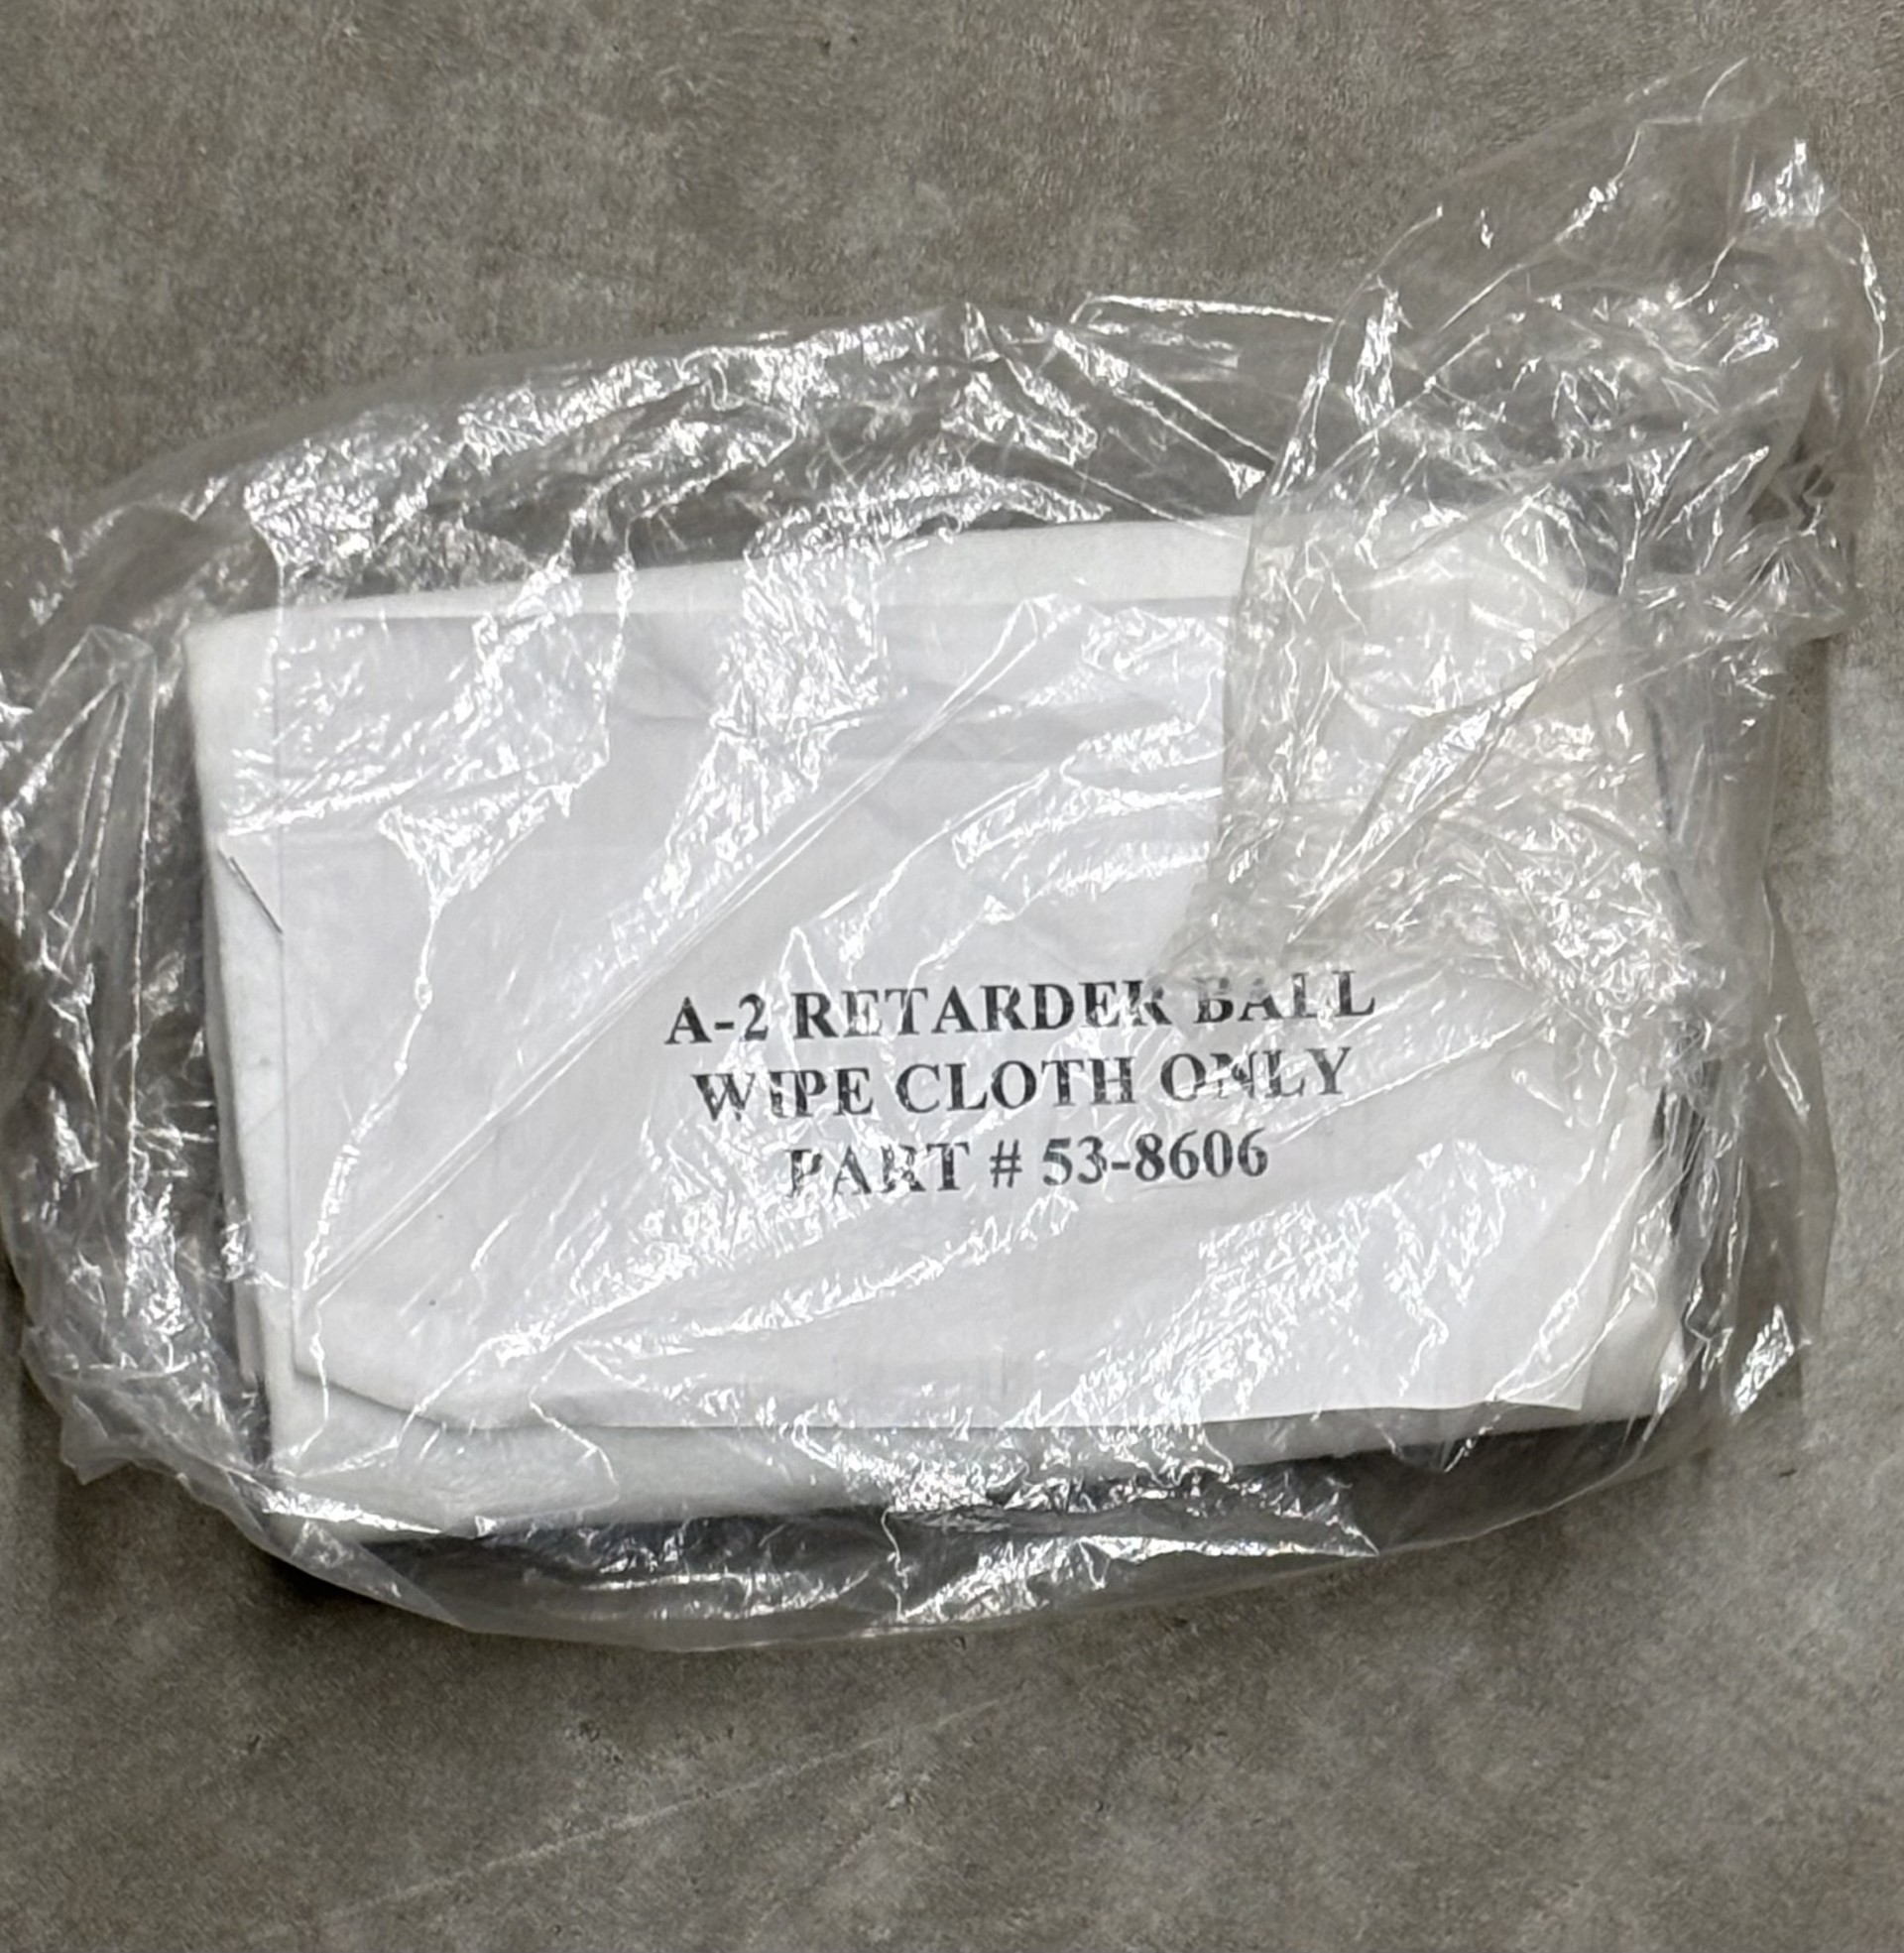 A-2 RETARDER BALL
WIPE CLOTH ONLY
PART # 53-8606